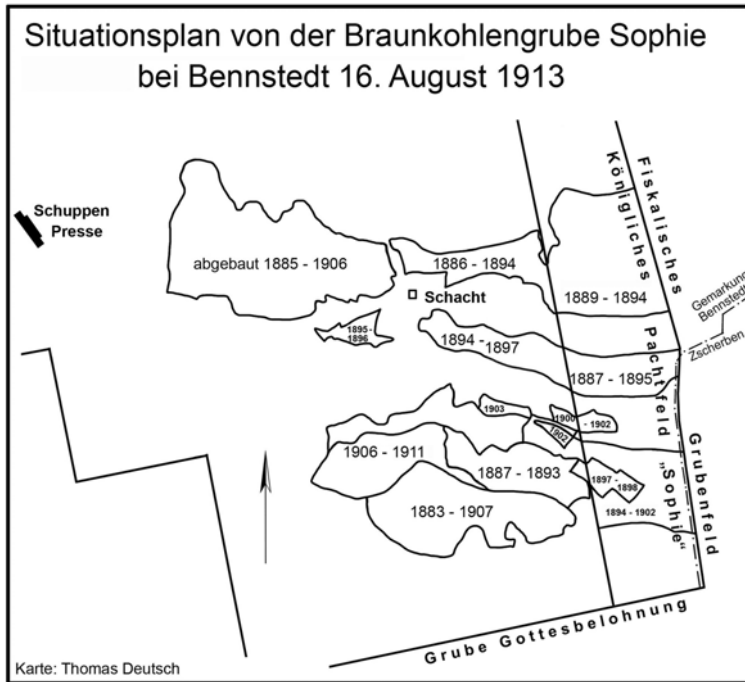 Situationsplan von der Braunkohlengrube Sophie
bei Bennstedt 16. August 1913
Schuppen
Presse
abgebaut 1885 - 1906
1886 - 1894
Schacht
1889 - 1894
Königliches
Fiskalisches
Gemarkung
Bennstedt
Zscherben
1895 -
1896
1894 -
1897
1887 - 1895
Pachtfeld
1903
1900
- 1902
1902
1906 - 1911
1887 - 1893
1897 -
1898
1883 - 1907
1894 - 1902
„Sophie“
Grubenfeld
Grube Gottesbelohnung
Karte: Thomas Deutsch